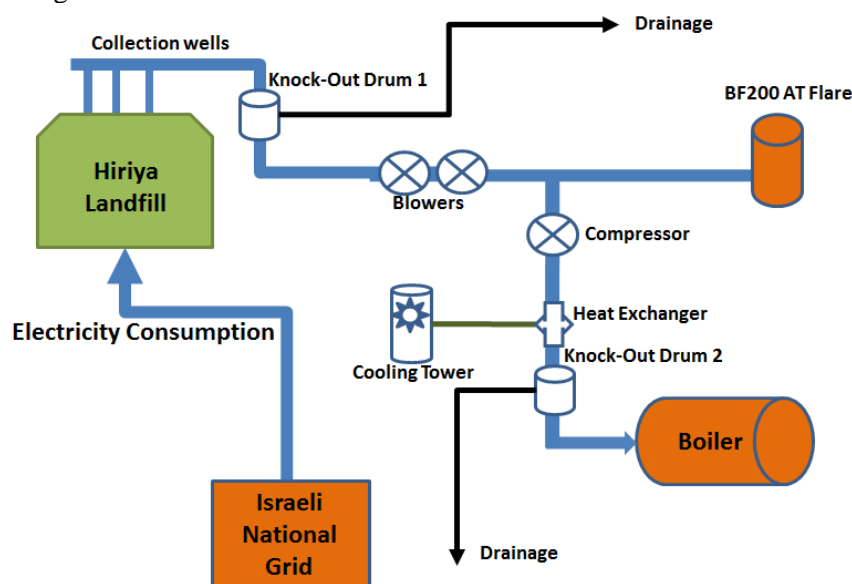 Drainage
Collection wells
Knock-Out Drum 1
BF200 AT Flare
Hiriya
Landfill
Blowers
Compressor
Heat Exchanger
Electricity Consumption
Knock-Out Drum 2
Cooling Tower
Boiler
Israeli
National
Grid
Drainage